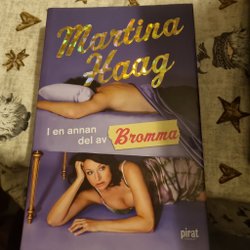 Martina
Haag
I en annan
del av Bromma
pirat